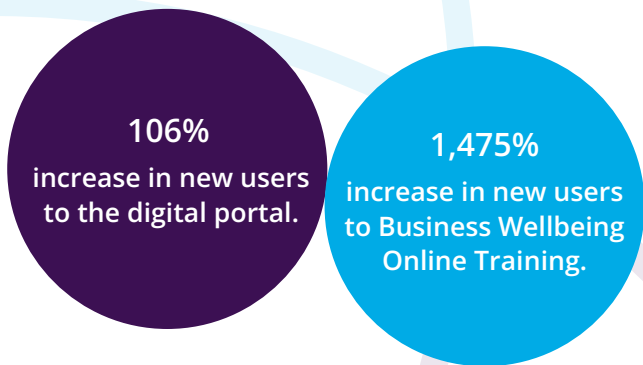 106%
increase in new users
to the digital portal.
1,475%
increase in new users
to Business Wellbeing
Online Training.